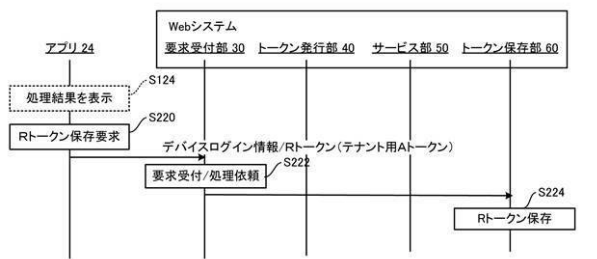 Webシステム
アプリ 24
要求受付部 30
トークン発行部 40
サービス部 50
トークン保存部 60
S124
処理結果を表示
S220
Rトークン保存要求
デバイスログイン情報/Rトークン(テナント用Aトークン)
S222
要求受付/処理依頼
S224
Rトークン保存